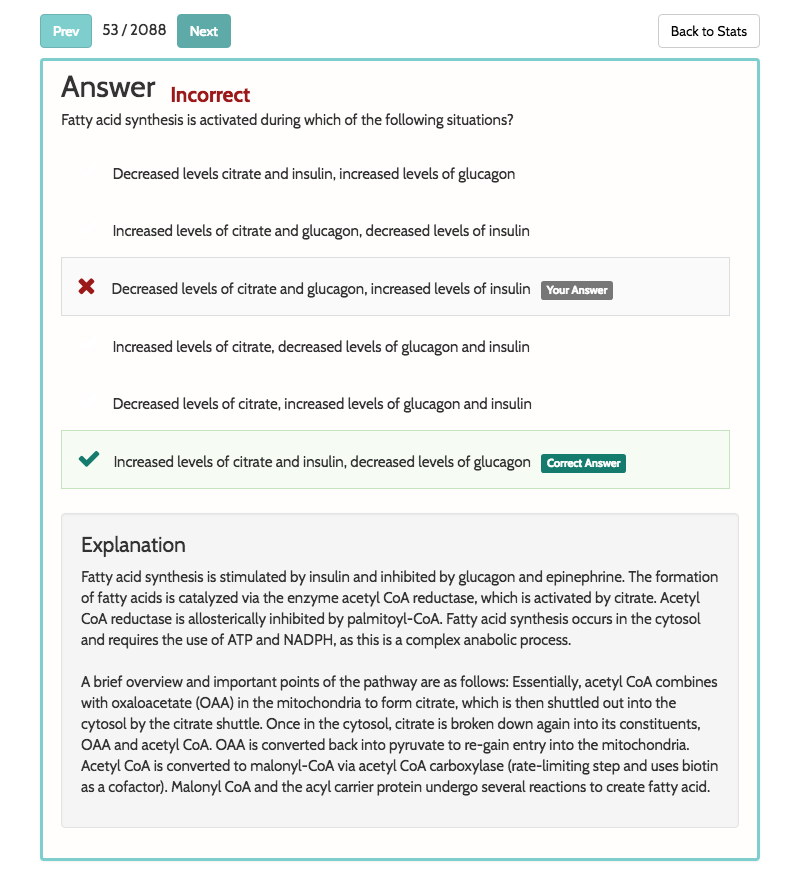 Prev 53 / 2088 Next Back to Stats
Answer Incorrect
Fatty acid synthesis is activated during which of the following situations?
Decreased levels citrate and insulin, increased levels of glucagon
Increased levels of citrate and glucagon, decreased levels of insulin
Decreased levels of citrate and glucagon, increased levels of insulin Your Answer
Increased levels of citrate, decreased levels of glucagon and insulin
Decreased levels of citrate, increased levels of glucagon and insulin
Increased levels of citrate and insulin, decreased levels of glucagon Correct Answer
Explanation
Fatty acid synthesis is stimulated by insulin and inhibited by glucagon and epinephrine. The formation
of fatty acids is catalyzed via the enzyme acetyl CoA reductase, which is activated by citrate. Acetyl
CoA reductase is allosterically inhibited by palmitoyl-CoA. Fatty acid synthesis occurs in the cytosol
and requires the use of ATP and NADPH, as this is a complex anabolic process.
A brief overview and important points of the pathway are as follows: Essentially, acetyl CoA combines
with oxaloacetate (OAA) in the mitochondria to form citrate, which is then shuttled out into the
cytosol by the citrate shuttle. Once in the cytosol, citrate is broken down again into its constituents,
OAA and acetyl CoA. OAA is converted back into pyruvate to re-gain entry into the mitochondria.
Acetyl CoA is converted to malonyl-CoA via acetyl CoA carboxylase (rate-limiting step and uses biotin
as a cofactor). Malonyl CoA and the acyl carrier protein undergo several reactions to create fatty acid.